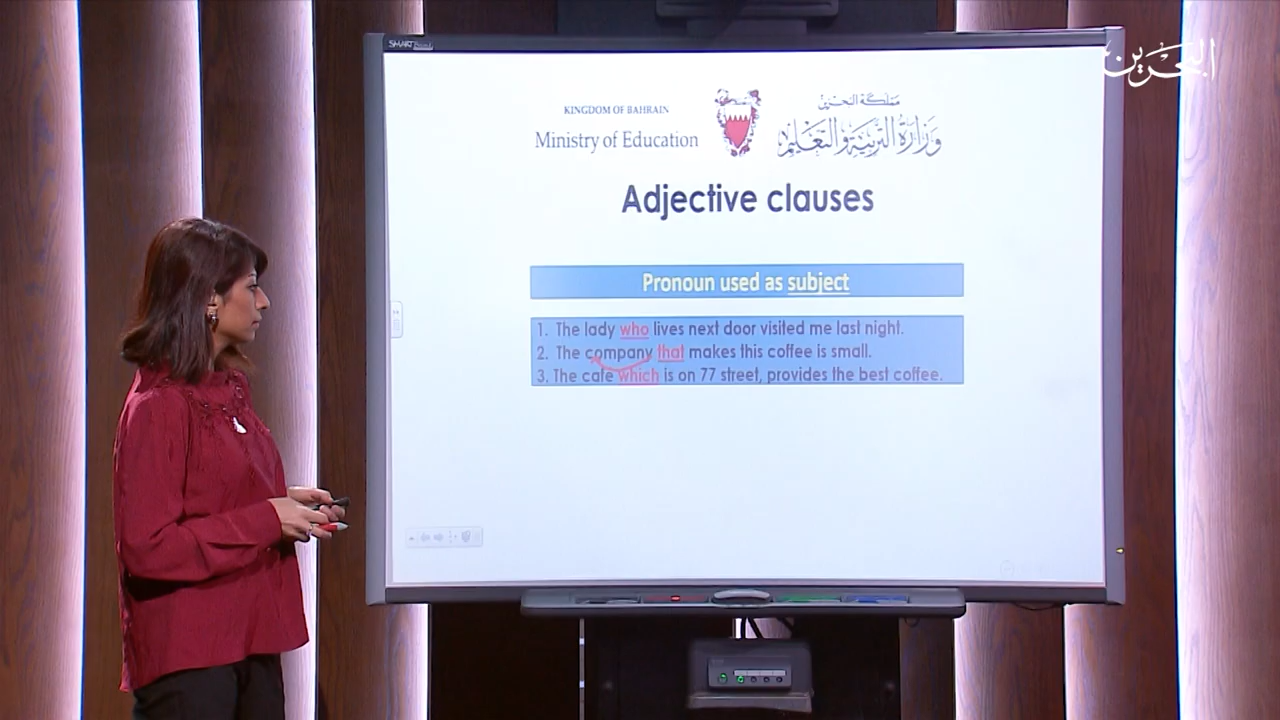 SMART Board
البحرين
KINGDOM OF BAHRAIN
Ministry of Education
مملكة البحرين
وزارة التربية والتعليم
Adjective clauses
Pronoun used as subject
1. The lady who lives next door visited me last night.
2. The company that makes this coffee is small.
3. The cafe which is on 77 street, provides the best coffee.